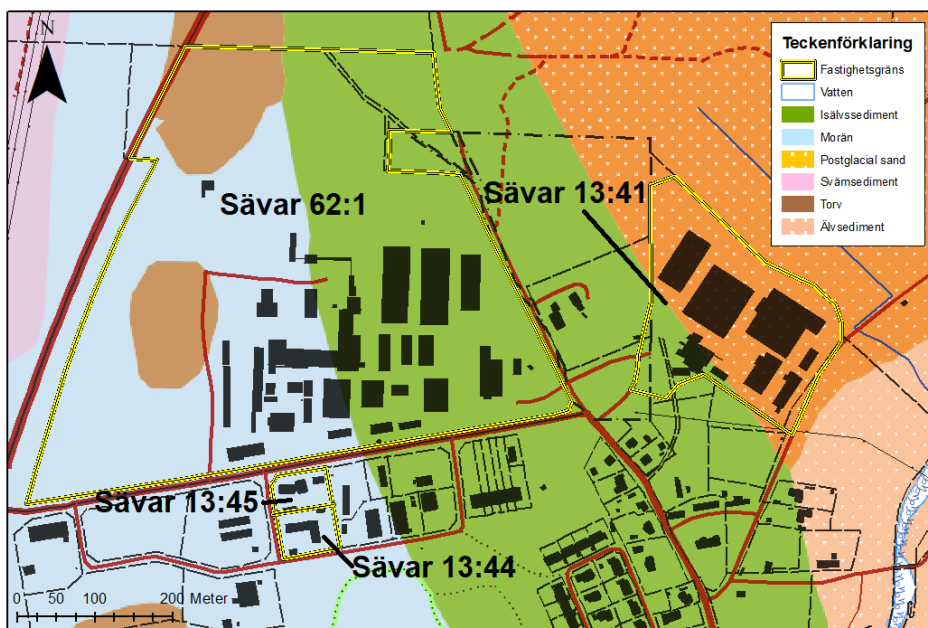 N
Teckenförklaring
Fastighetsgräns
Vatten
Isälvssediment
Morän
Postglacial sand
Svämsediment
Torv
Älvsediment
Sävar 13:41
Sävar 62:1
Sävar 13:45
Sävar 13:44
0 50 100 200 Meter